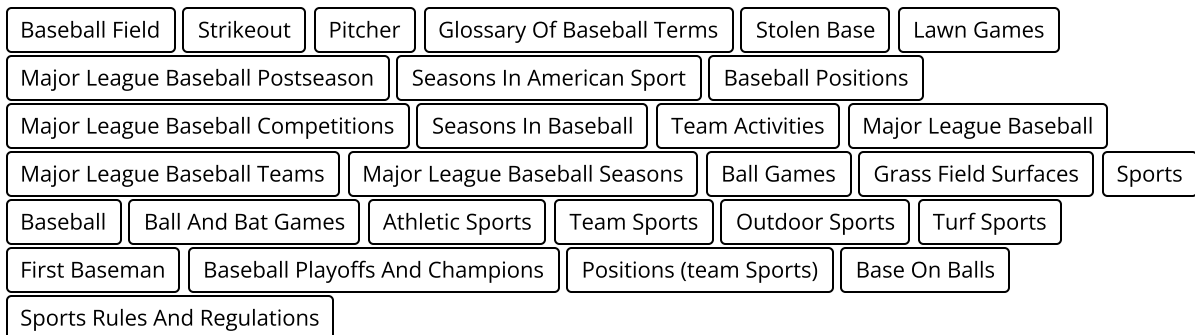 Baseball Field Strikeout Pitcher Glossary Of Baseball Terms Stolen Base Lawn Games
Major League Baseball Postseason Seasons In American Sport Baseball Positions
Major League Baseball Competitions Seasons In Baseball Team Activities Major League Baseball
Major League Baseball Teams Major League Baseball Seasons Ball Games Grass Field Surfaces Sports
Baseball Ball And Bat Games Athletic Sports Team Sports Outdoor Sports Turf Sports
First Baseman Baseball Playoffs And Champions Positions (team Sports) Base On Balls
Sports Rules And Regulations